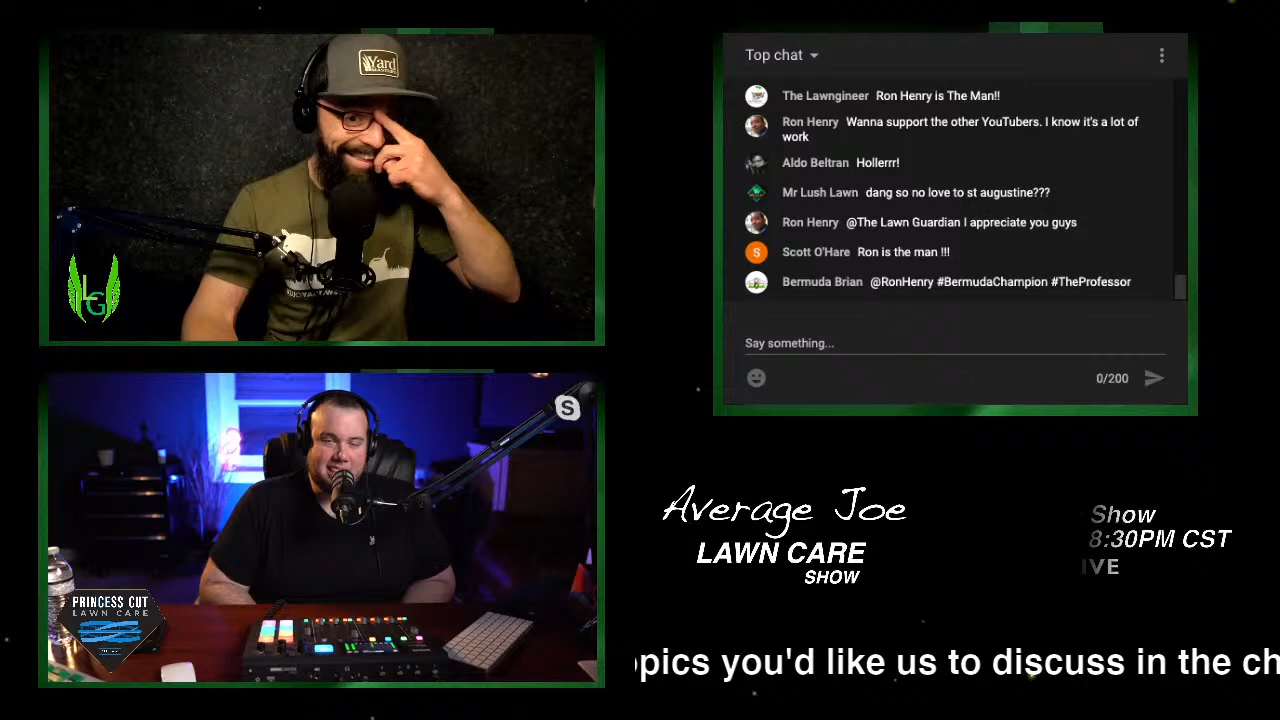 Yard
LG
S
PRINCESS CUT
LAWN CARE
Top chat
The Lawngineer Ron Henry is The Man!!
Ron Henry Wanna support the other YouTubers. I know it's a lot of
work
Aldo Beltran Hollerrr!
Mr Lush Lawn dang so no love to st augustine???
Ron Henry @The Lawn Guardian I appreciate you guys
S Scott O'Hare Ron is the man !!!
Bermuda Brian @RonHenry #BermudaChampion #TheProfessor
Say something...
0/200
Average Joe
LAWN CARE
SHOW
Show
8:30PM CST
IVE
pics you'd like us to discuss in the ch